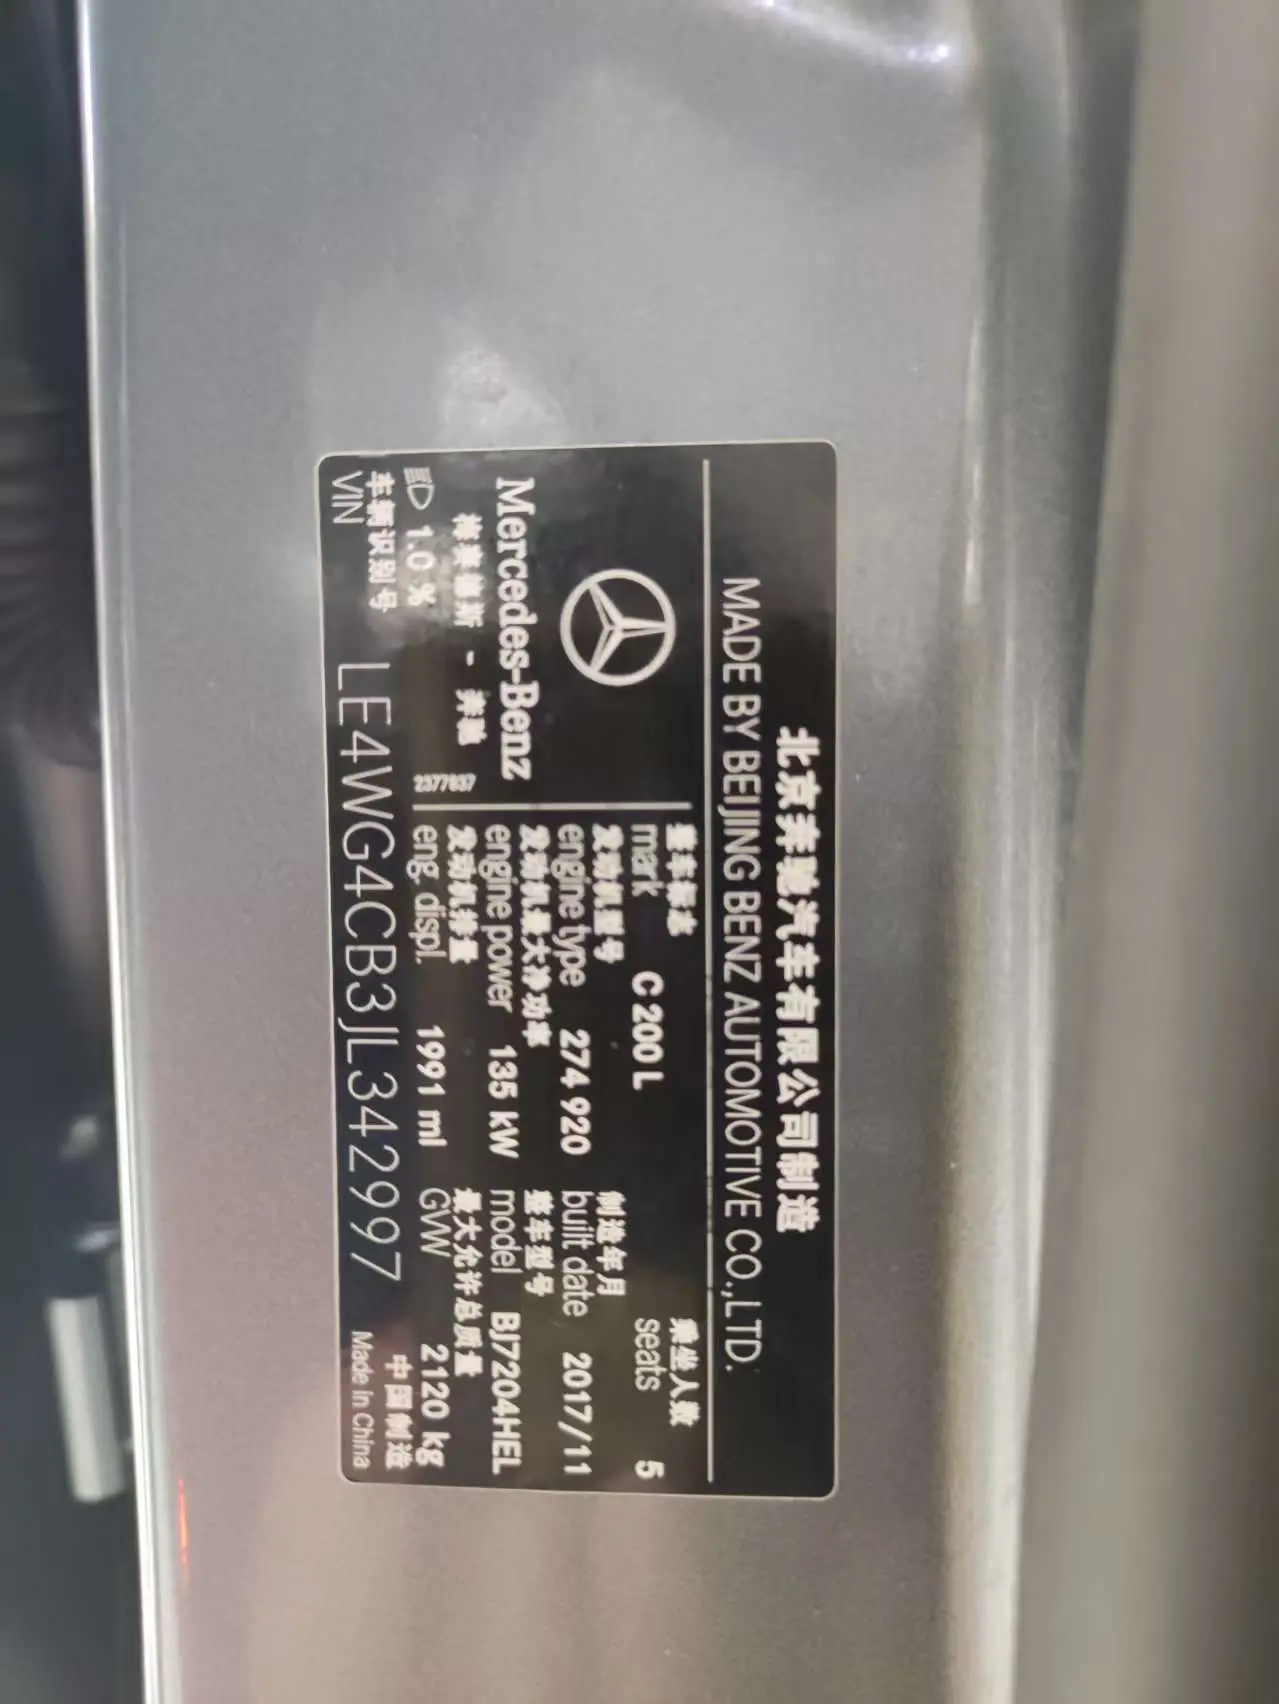 北京奔驰汽车有限公司制造
MADE BY BEIJING BENZ AUTOMOTIVE CO.,LTD.
整车标志
mark C 200 L
乘坐人数
seats 5
发动机型号
engine type 274 920
制造年月
built date 2017/11
Mercedes-Benz
梅赛德斯 - 奔驰
发动机最大净功率
engine power 135 kW
整车型号
model BJ7204HEL
2377837
发动机排量
eng. displ. 1991 ml
最大允许总质量
GVW 2120 kg
1.0 %
车辆识别号
VIN LE4WG4CB3JL342997
中国制造
Made in China